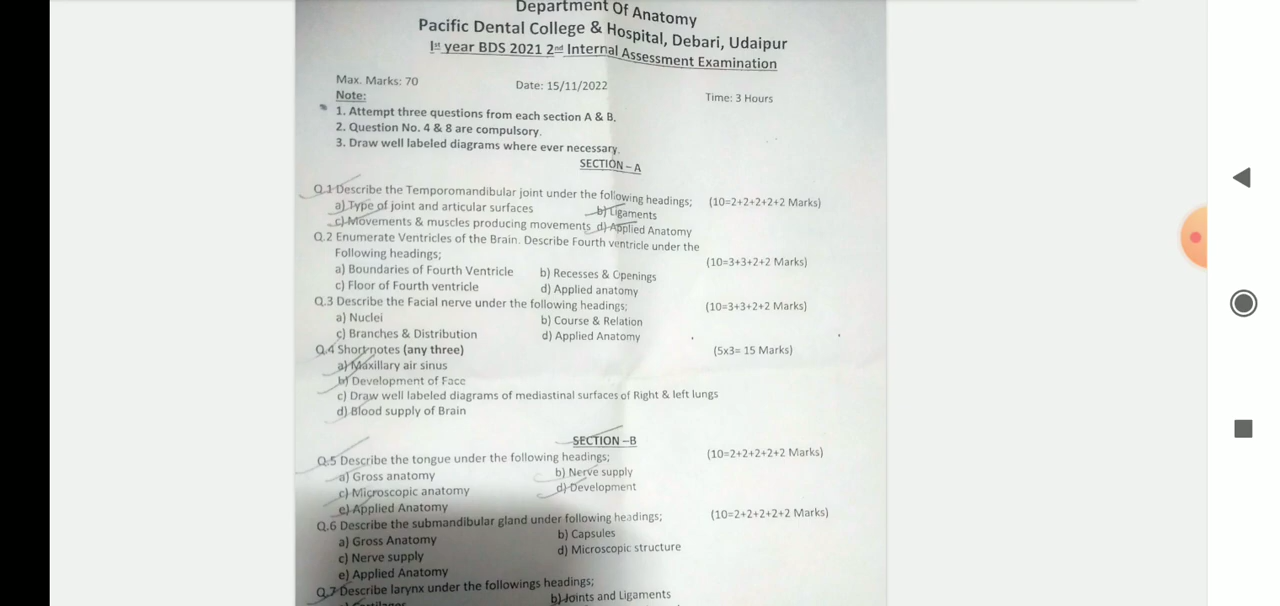 Department Of Anatomy
Pacific Dental College & Hospital, Debari, Udaipur
Ist year BDS 2021 2nd Internal Assessment Examination
Max. Marks: 70 Date: 15/11/2022 Time: 3 Hours
Note:
1. Attempt three questions from each section A & B.
2. Question No. 4 & 8 are compulsory.
3. Draw well labeled diagrams where ever necessary.
SECTION – A
Q.1 Describe the Temporomandibular joint under the following headings; (10=2+2+2+2+2 Marks)
a) Type of joint and articular surfaces b) Ligaments
c) Movements & muscles producing movements d) Applied Anatomy
Q.2 Enumerate Ventricles of the Brain. Describe Fourth ventricle under the
Following headings; (10=3+3+2+2 Marks)
a) Boundaries of Fourth Ventricle b) Recesses & Openings
c) Floor of Fourth ventricle d) Applied anatomy
Q.3 Describe the Facial nerve under the following headings; (10=3+3+2+2 Marks)
a) Nuclei b) Course & Relation
c) Branches & Distribution d) Applied Anatomy
Q.4 Short notes (any three) (5x3= 15 Marks)
a) Maxillary air sinus
b) Development of Face
c) Draw well labeled diagrams of mediastinal surfaces of Right & left lungs
d) Blood supply of Brain
SECTION –B
Q.5 Describe the tongue under the following headings; (10=2+2+2+2+2 Marks)
a) Gross anatomy b) Nerve supply
c) Microscopic anatomy d) Development
e) Applied Anatomy
Q.6 Describe the submandibular gland under following headings; (10=2+2+2+2+2 Marks)
a) Gross Anatomy b) Capsules
c) Nerve supply d) Microscopic structure
e) Applied Anatomy
Q.7 Describe larynx under the followings headings;
b) Joints and Ligaments